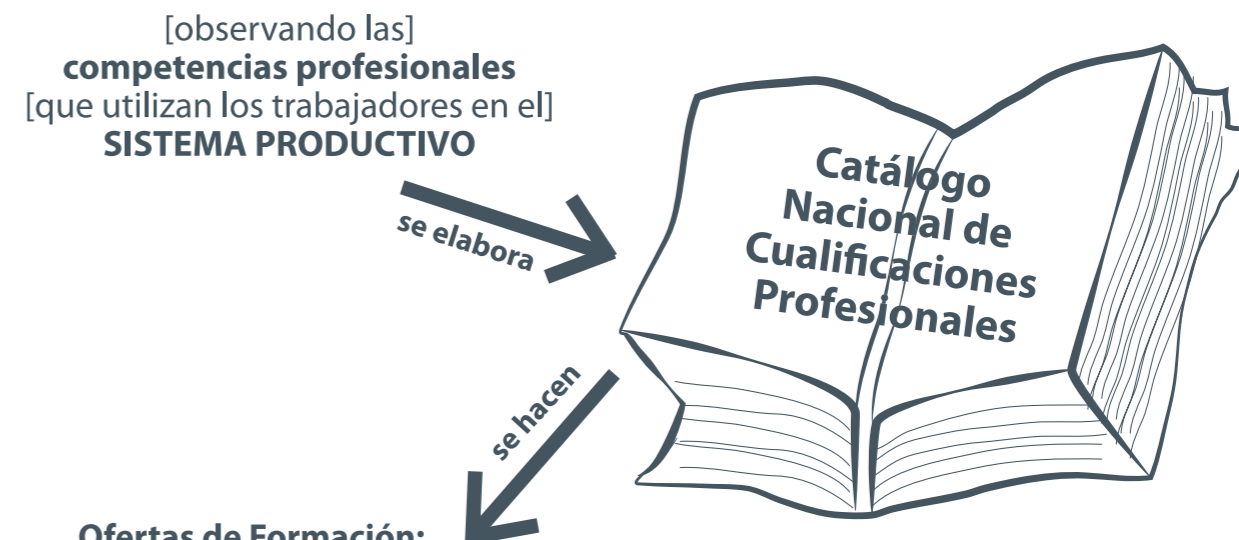 [observando las]
competencias profesionales
[que utilizan los trabajadores en el]
SISTEMA PRODUCTIVO
se elabora
Catálogo
Nacional de
Cualificaciones
Profesionales
se hacen
Ofertas de Formación: